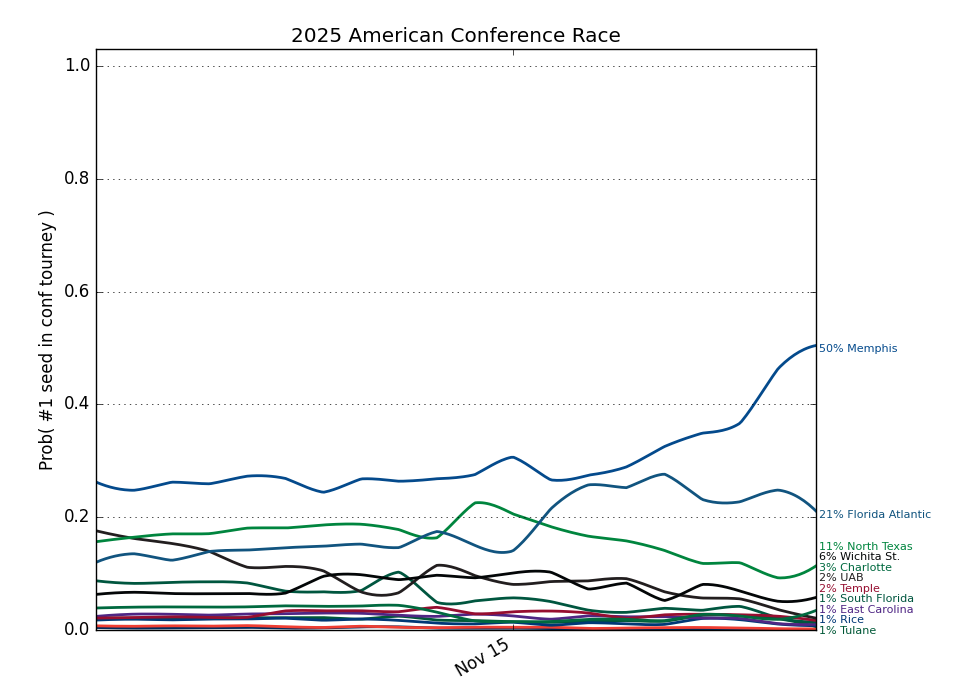 2025 American Conference Race
Prob( #1 seed in conf tourney )
1.0
0.8
0.6
0.4
0.2
0.0
Nov 15
50% Memphis
21% Florida Atlantic
11% North Texas
6% Wichita St.
3% Charlotte
2% UAB
2% Temple
1% South Florida
1% East Carolina
1% Rice
1% Tulane